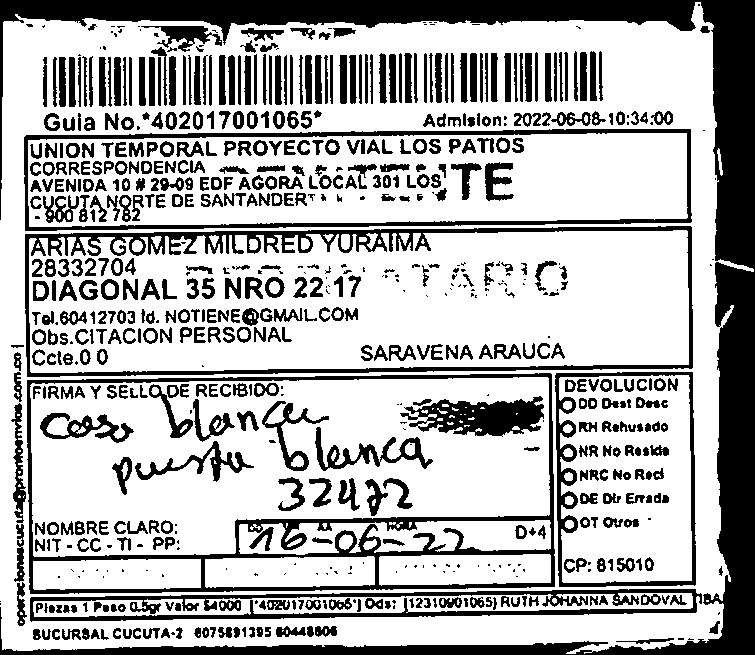 Guia No.*402017001065*
Admision: 2022-06-08-10:34:00
UNION TEMPORAL PROYECTO VIAL LOS PATIOS
CORRESPONDENCIA
AVENIDA 10 # 29-09 EDF AGORA LOCAL 301 LOS
CUCUTA NORTE DE SANTANDER
- 900 812 782
TE
ARIAS GOMEZ MILDRED YURAIMA
28332704
DIAGONAL 35 NRO 22 17
TARIO
Tel.60412703 Id. NOTIENE@GMAIL.COM
Obs.CITACION PERSONAL
Ccte.0 0
SARAVENA ARAUCA
operacionescucuta@prontoenvios.com.co
FIRMA Y SELLO DE RECIBIDO:
casa blanca
puerta blanca
32472
NOMBRE CLARO:
NIT - CC - TI - PP:
DD AA HORA
16-06-22
D+4
DEVOLUCION
DD Dest Desc
RH Rehusado
NR No Reside
NRC No Recl
DE Dir Errada
OT Otros
CP: 815010
Piezas 1 Peso 0.5gr Valor $4000 [*402017001065*] Ods: [12310901065] RUTH JOHANNA SANDOVAL
SUCURSAL CUCUTA-2 6075891395 60448606